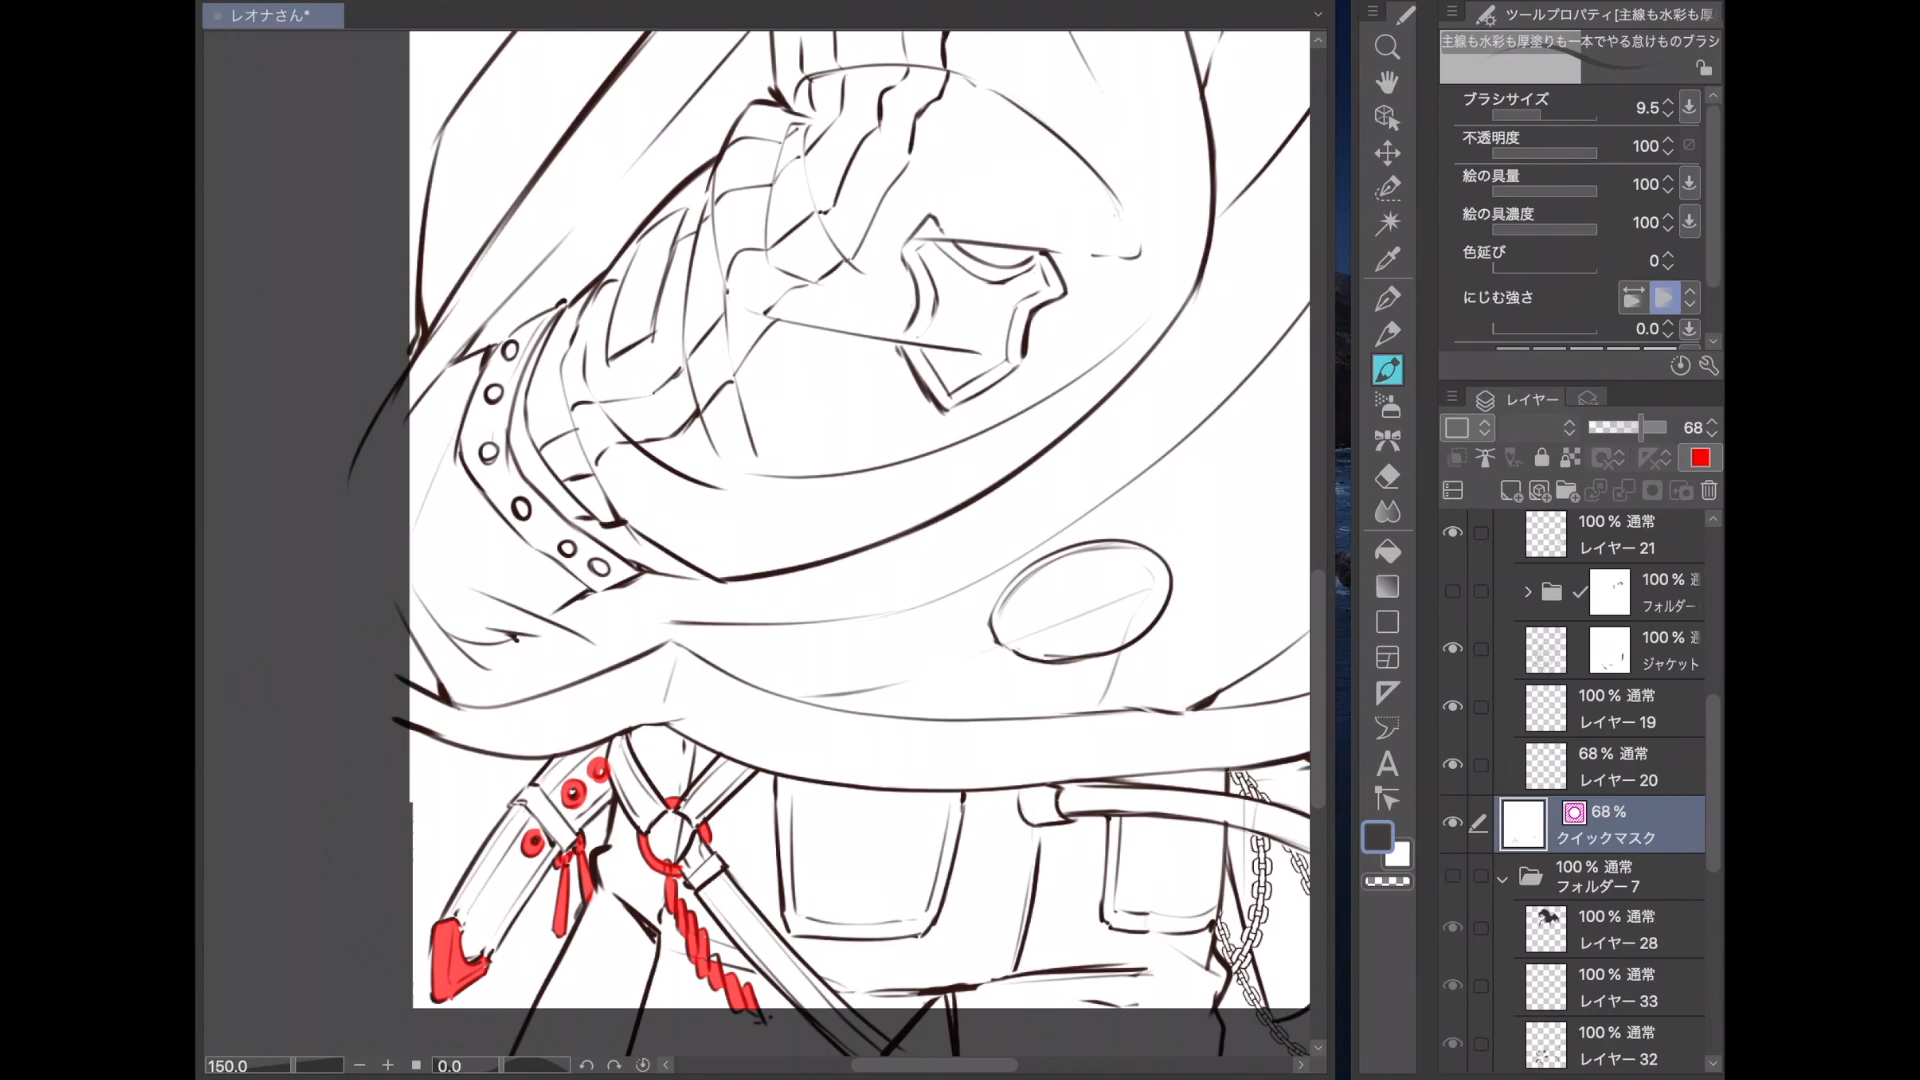 レオナさん*
ツールプロパティ[主線も水彩も厚
主線も水彩も厚塗りも一本でやる怠けものブラシ
ブラシサイズ
9.5
不透明度
100
絵の具量
100
絵の具濃度
100
色延び
0
にじむ強さ
0.0
レイヤー
68
100 % 通常
レイヤー 21
100 % 通
フォルダー
100 % 通
ジャケット
100 % 通常
レイヤー 19
68 % 通常
レイヤー 20
68 %
クイックマスク
100 % 通常
フォルダー 7
100 % 通常
レイヤー 28
100 % 通常
レイヤー 33
100 % 通常
レイヤー 32
150.0
0.0